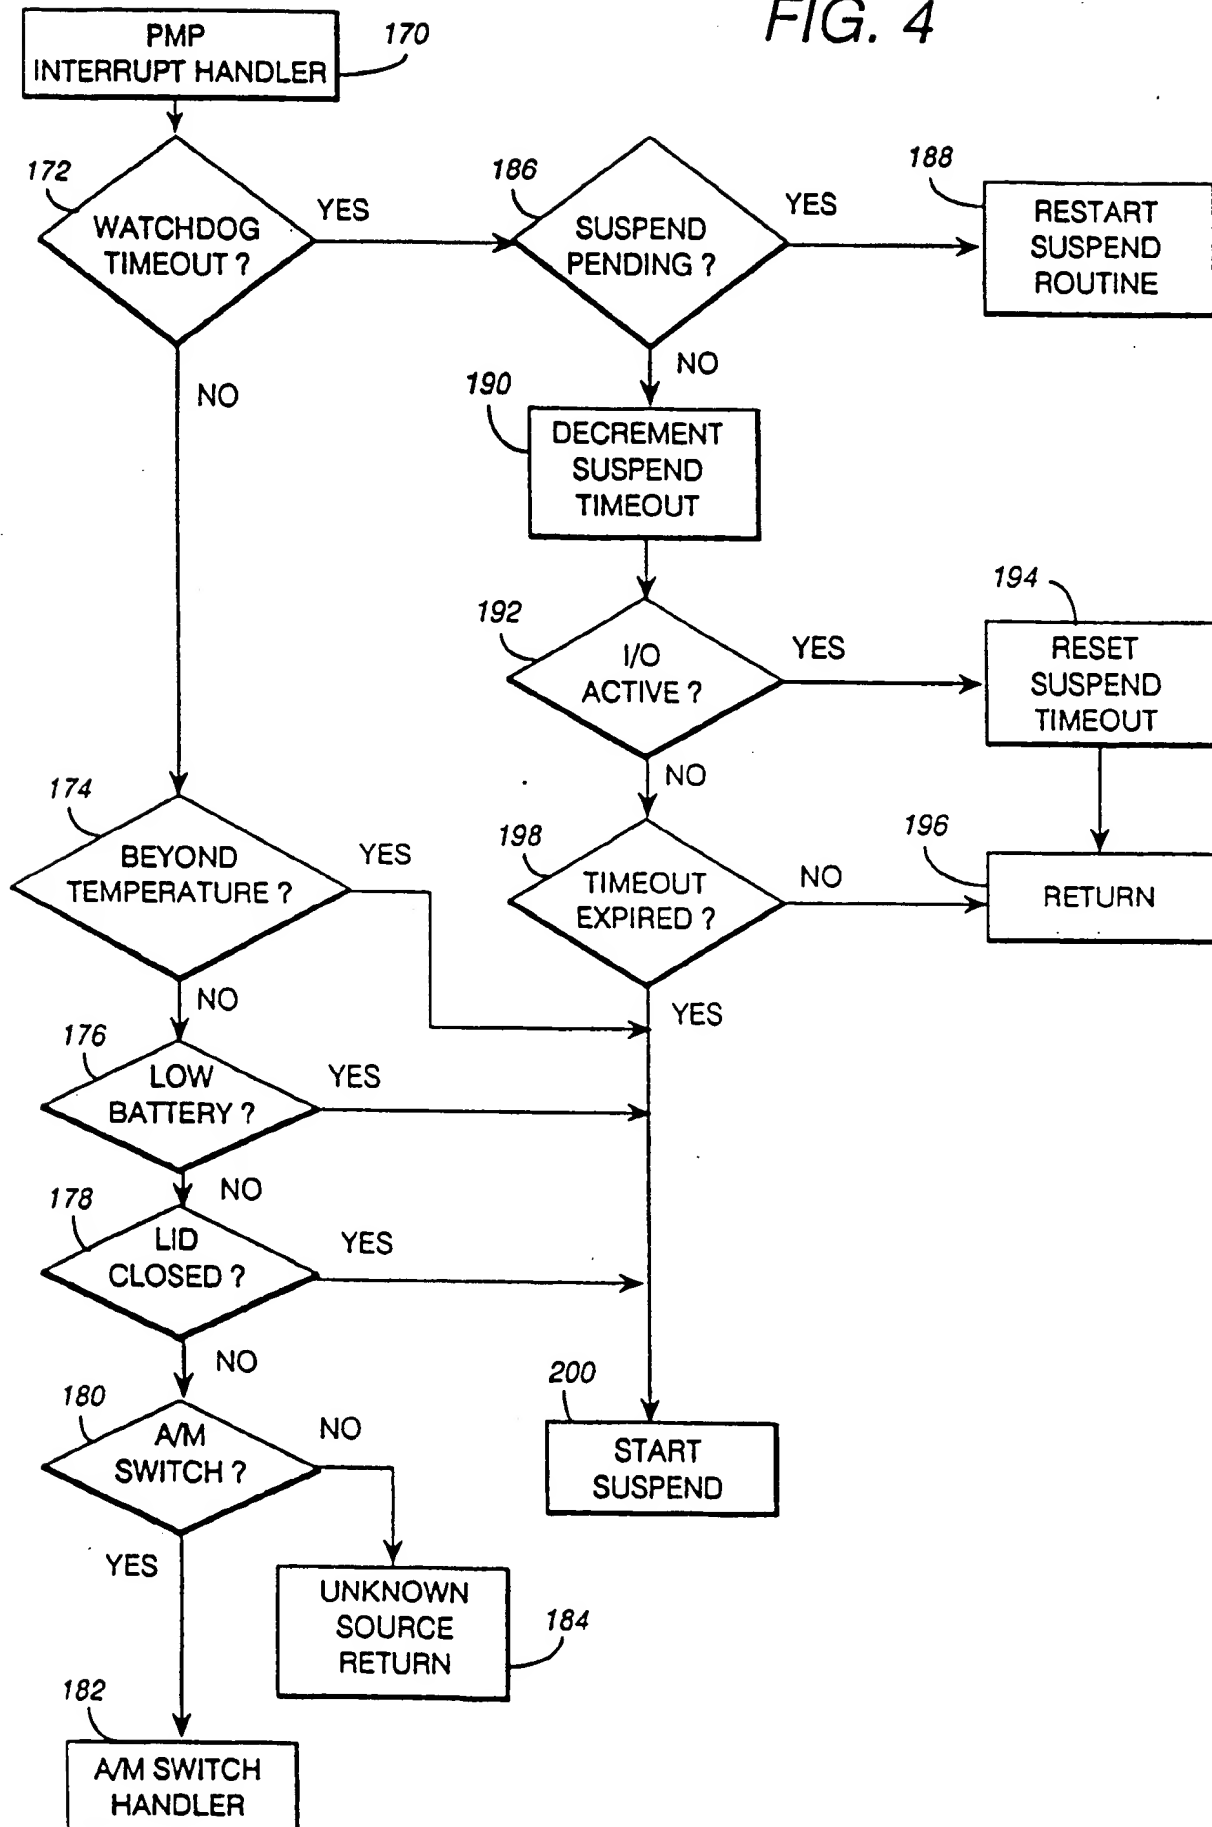 FIG. 4
PMP
INTERRUPT HANDLER
170
172
WATCHDOG
TIMEOUT ?
YES
NO
186
SUSPEND
PENDING ?
YES
NO
188
RESTART
SUSPEND
ROUTINE
190
DECREMENT
SUSPEND
TIMEOUT
192
I/O
ACTIVE ?
YES
NO
194
RESET
SUSPEND
TIMEOUT
174
BEYOND
TEMPERATURE ?
YES
NO
198
TIMEOUT
EXPIRED ?
NO
YES
196
RETURN
176
LOW
BATTERY ?
YES
NO
178
LID
CLOSED ?
YES
NO
180
A/M
SWITCH ?
NO
YES
200
START
SUSPEND
UNKNOWN
SOURCE
RETURN
184
182
A/M SWITCH
HANDLER